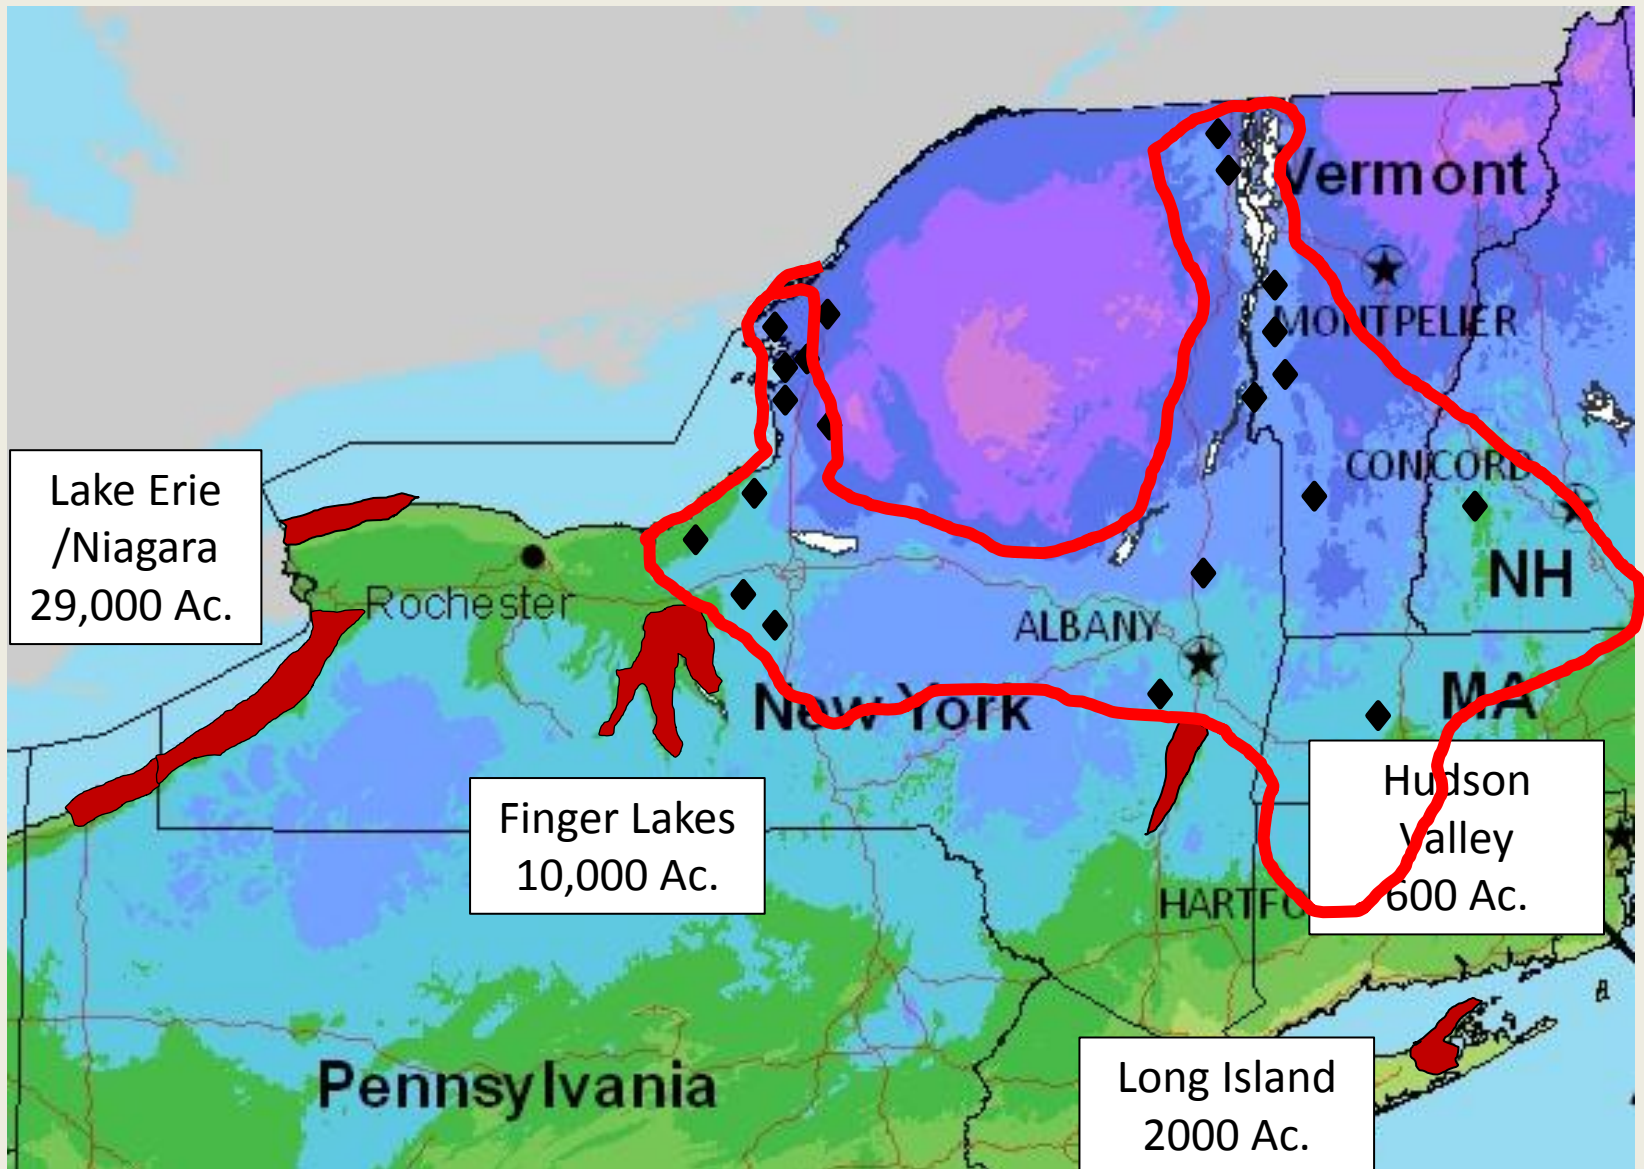 Vermont
MONTPELIER
Lake Erie
/Niagara
29,000 Ac.
CONCORD
NH
Rochester
ALBANY
New York
MA
Finger Lakes
10,000 Ac.
Hudson
Valley
600 Ac.
HARTFO
Pennsylvania
Long Island
2000 Ac.